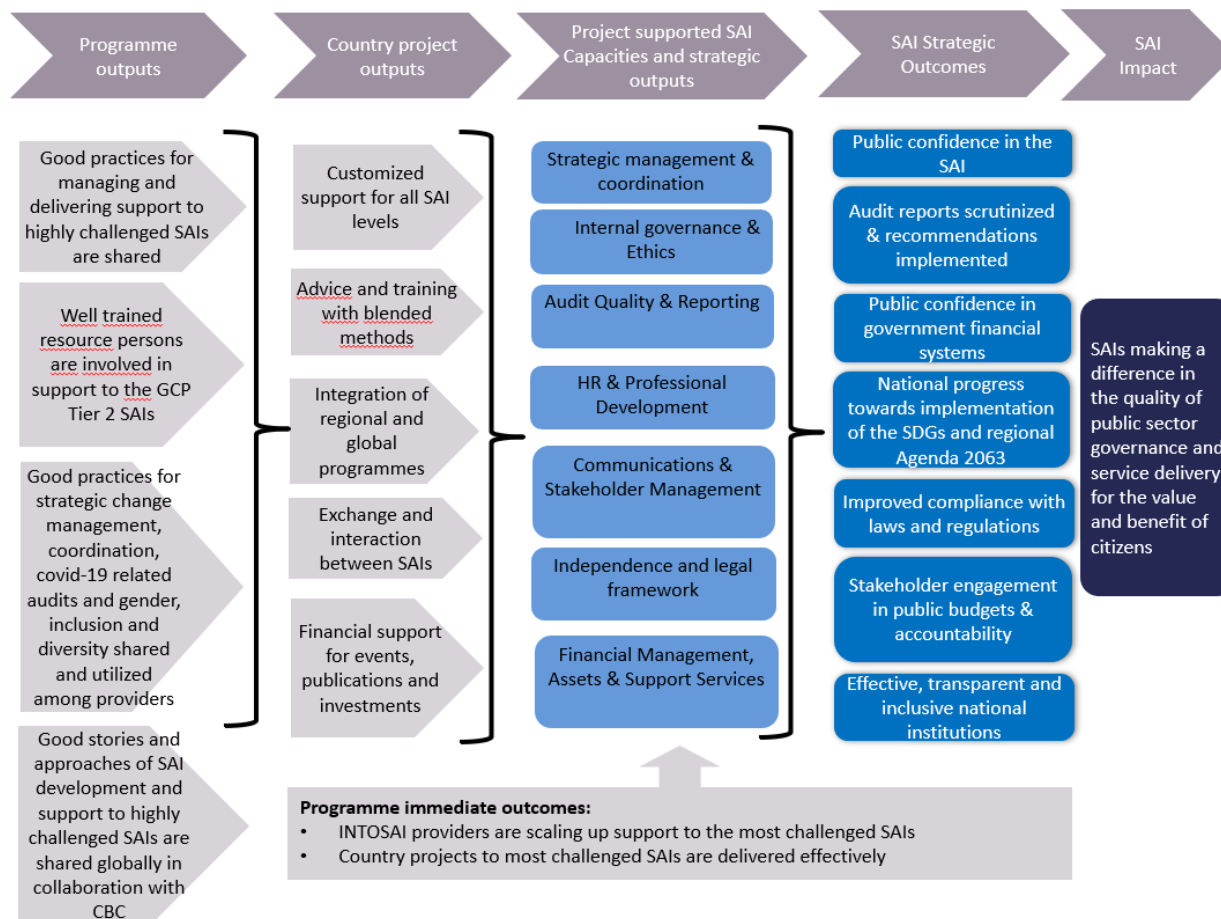 Programme
outputs
Country project
outputs
Project supported SAI
Capacities and strategic
outputs
SAI Strategic
Outcomes
SAI
Impact
Good practices for
managing and
delivering support to
highly challenged SAIs
are shared
Well trained
resource persons
are involved in
support to the GCP
Tier 2 SAIs
Good practices for
strategic change
management,
coordination,
covid-19 related
audits and gender,
inclusion and
diversity shared
and utilized
among providers
Good stories and
approaches of SAI
development and
support to highly
challenged SAIs are
shared globally in
collaboration with
CBC
Customized
support for all SAI
levels
Advice and training
with blended
methods
Integration of
regional and
global
programmes
Exchange and
interaction
between SAIs
Financial support
for events,
publications and
investments
Strategic management &
coordination
Internal governance &
Ethics
Audit Quality & Reporting
HR & Professional
Development
Communications &
Stakeholder Management
Independence and legal
framework
Financial Management,
Assets & Support Services
Public confidence in the
SAI
Audit reports scrutinized
& recommendations
implemented
Public confidence in
government financial
systems
National progress
towards implementation
of the SDGs and regional
Agenda 2063
Improved compliance with
laws and regulations
Stakeholder engagement
in public budgets &
accountability
Effective, transparent and
inclusive national
institutions
SAIs making a
difference in
the quality of
public sector
governance and
service delivery
for the value
and benefit of
citizens
Programme immediate outcomes:
• INTOSAI providers are scaling up support to the most challenged SAIs
• Country projects to most challenged SAIs are delivered effectively